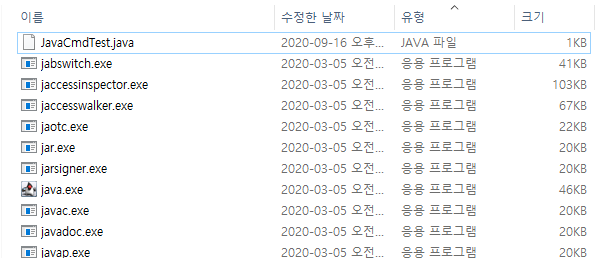 이름 수정한 날짜 유형 크기
JavaCmdTest.java 2020-09-16 오후... JAVA 파일 1KB
jabswitch.exe 2020-03-05 오전... 응용 프로그램 41KB
jaccessinspector.exe 2020-03-05 오전... 응용 프로그램 103KB
jaccesswalker.exe 2020-03-05 오전... 응용 프로그램 67KB
jaotc.exe 2020-03-05 오전... 응용 프로그램 22KB
jar.exe 2020-03-05 오전... 응용 프로그램 20KB
jarsigner.exe 2020-03-05 오전... 응용 프로그램 20KB
java.exe 2020-03-05 오전... 응용 프로그램 46KB
javac.exe 2020-03-05 오전... 응용 프로그램 20KB
javadoc.exe 2020-03-05 오전... 응용 프로그램 20KB
javap.exe 2020-03-05 오전... 응용 프로그램 20KB